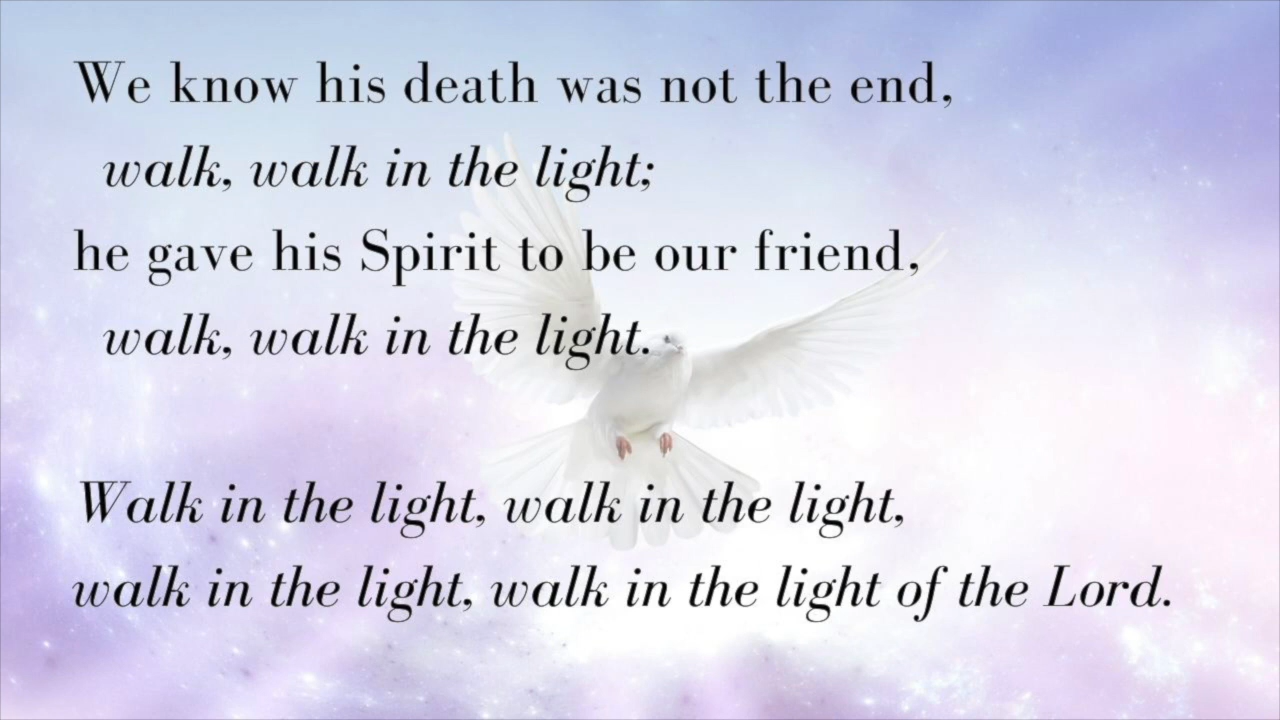 We know his death was not the end,
walk, walk in the light;
he gave his Spirit to be our friend,
walk, walk in the light.
Walk in the light, walk in the light,
walk in the light, walk in the light of the Lord.